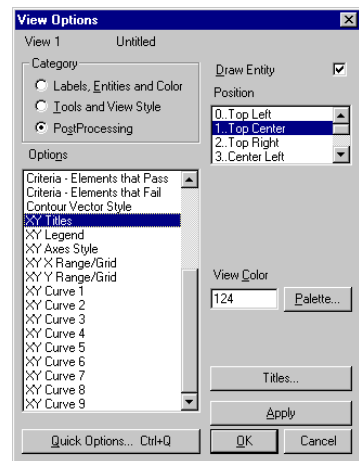 View Options
View 1 Untitled
Category
Labels, Entities and Color
Tools and View Style
PostProcessing
Options
Criteria - Elements that Pass
Criteria - Elements that Fail
Contour Vector Style
XY Titles
XY Legend
XY Axes Style
XY X Range/Grid
XY Y Range/Grid
XY Curve 1
XY Curve 2
XY Curve 3
XY Curve 4
XY Curve 5
XY Curve 6
XY Curve 7
XY Curve 8
XY Curve 9
Quick Options... Ctrl+Q
Draw Entity
Position
0..Top Left
1..Top Center
2..Top Right
3..Center Left
View Color
124 Palette...
Titles...
Apply
OK Cancel